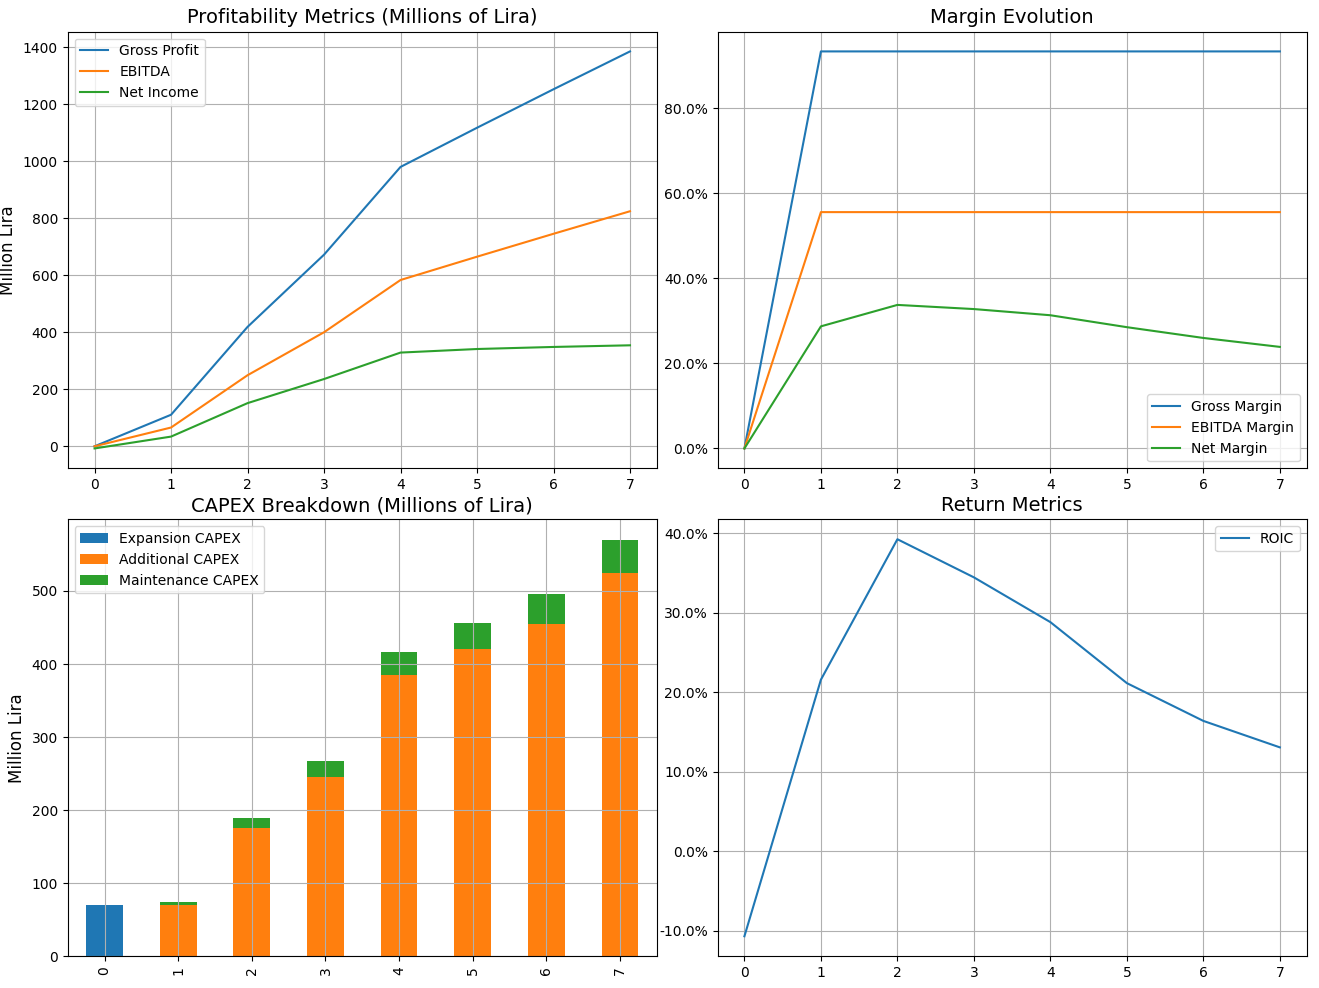 Profitability Metrics (Millions of Lira)
Million Lira
1400
1200
1000
800
600
400
200
0
Gross Profit
EBITDA
Net Income
0 1 2 3 4 5 6 7
Margin Evolution
80.0%
60.0%
40.0%
20.0%
0.0%
Gross Margin
EBITDA Margin
Net Margin
0 1 2 3 4 5 6 7
CAPEX Breakdown (Millions of Lira)
Million Lira
500
400
300
200
100
0
Expansion CAPEX
Additional CAPEX
Maintenance CAPEX
0 1 2 3 4 5 6 7
Return Metrics
40.0%
30.0%
20.0%
10.0%
0.0%
-10.0%
ROIC
0 1 2 3 4 5 6 7